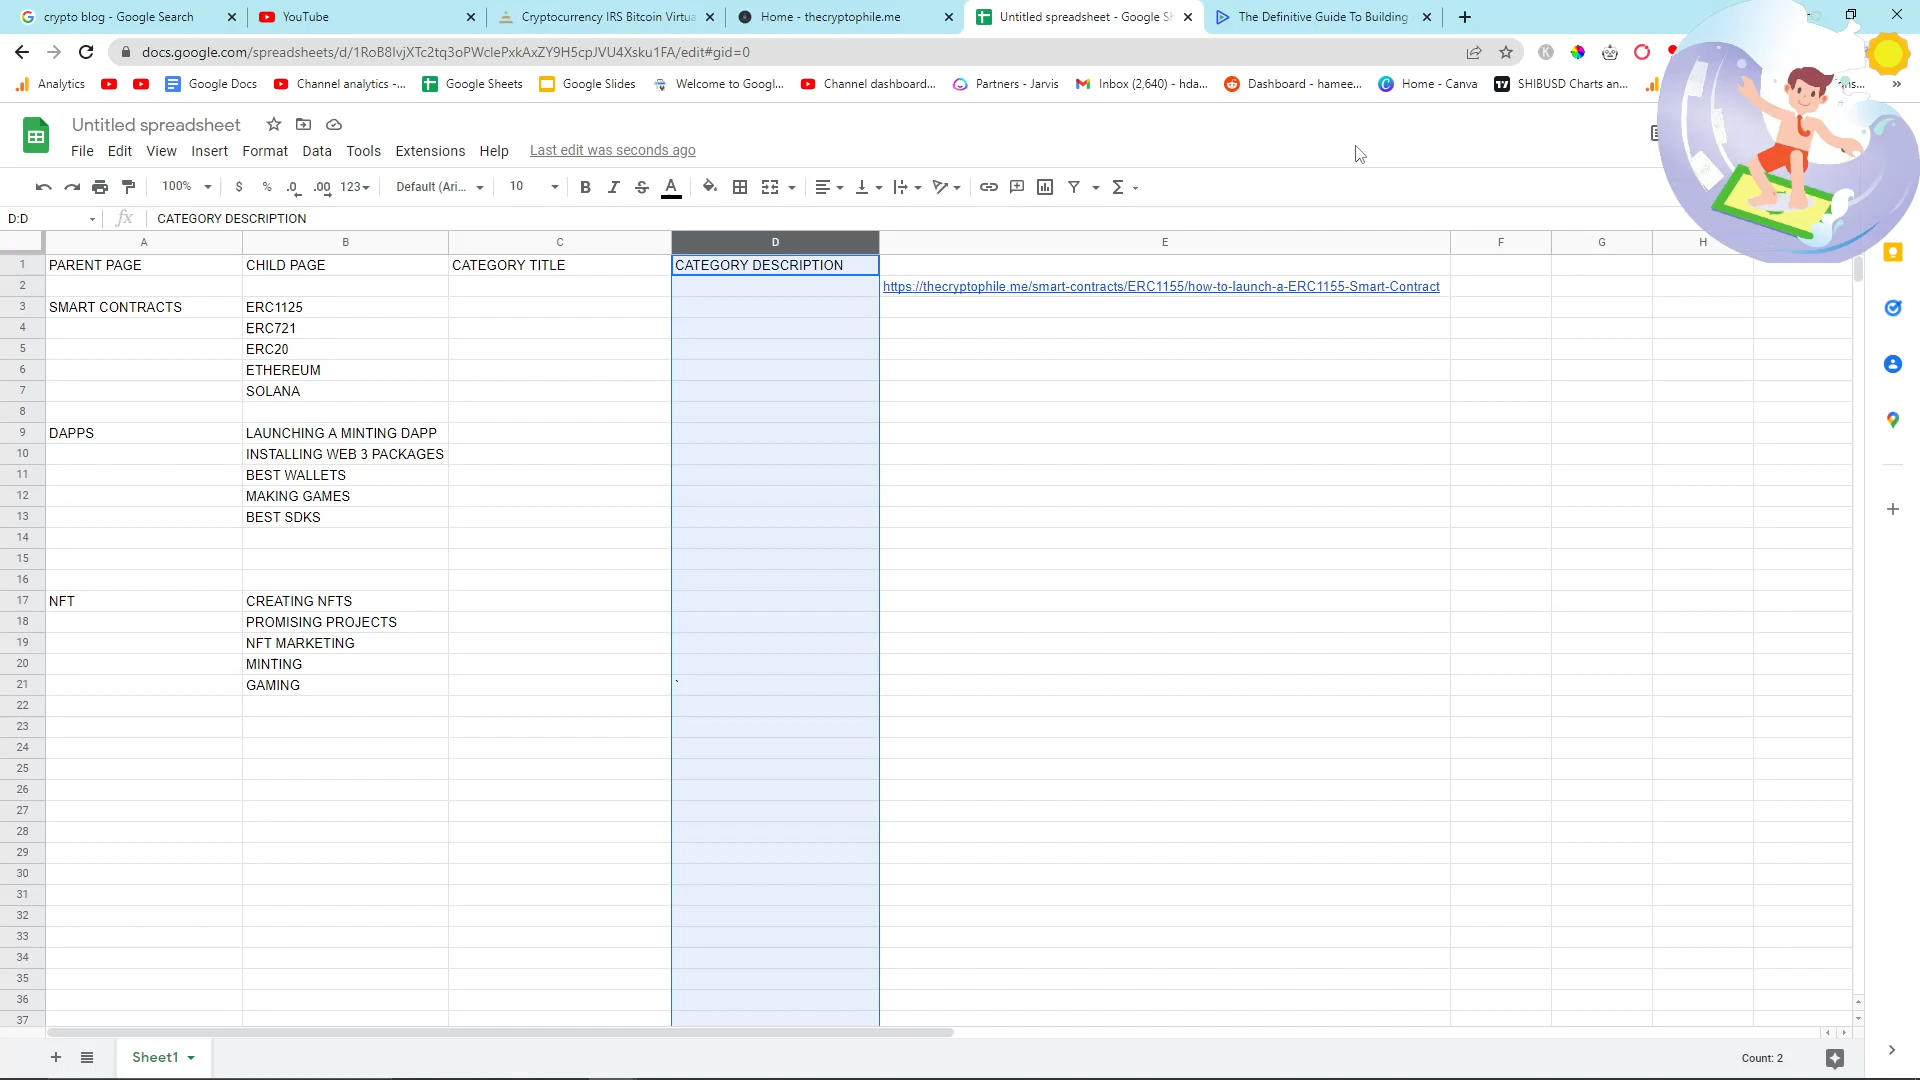 crypto blog - Google Search
YouTube
Cryptocurrency IRS Bitcoin Virtua
Home - thecryptophile.me
Untitled spreadsheet - Google Sh
The Definitive Guide To Building
docs.google.com/spreadsheets/d/1RoB8IvjXTc2tq3oPWclePxkAxZY9H5cpJVU4Xsku1FA/edit#gid=0
Analytics
Google Docs
Channel analytics -...
Google Sheets
Google Slides
Welcome to Googl...
Channel dashboard...
Partners - Jarvis
Inbox (2,640) - hda...
Dashboard - hamee...
Home - Canva
SHIBUSD Charts an...
Untitled spreadsheet
File Edit View Insert Format Data Tools Extensions Help Last edit was seconds ago
100% $ % .0 .00 123 Default (Ari... 10 B I S A Σ
D:D fx CATEGORY DESCRIPTION
A B C D E F G H
1 PARENT PAGE CHILD PAGE CATEGORY TITLE CATEGORY DESCRIPTION
2 https://thecryptophile.me/smart-contracts/ERC1155/how-to-launch-a-ERC1155-Smart-Contract
3 SMART CONTRACTS ERC1125
4 ERC721
5 ERC20
6 ETHEREUM
7 SOLANA
8
9 DAPPS LAUNCHING A MINTING DAPP
10 INSTALLING WEB 3 PACKAGES
11 BEST WALLETS
12 MAKING GAMES
13 BEST SDKS
14
15
16
17 NFT CREATING NFTS
18 PROMISING PROJECTS
19 NFT MARKETING
20 MINTING
21 GAMING `
22
23
24
25
26
27
28
29
30
31
32
33
34
35
36
37
Sheet1
Count: 2